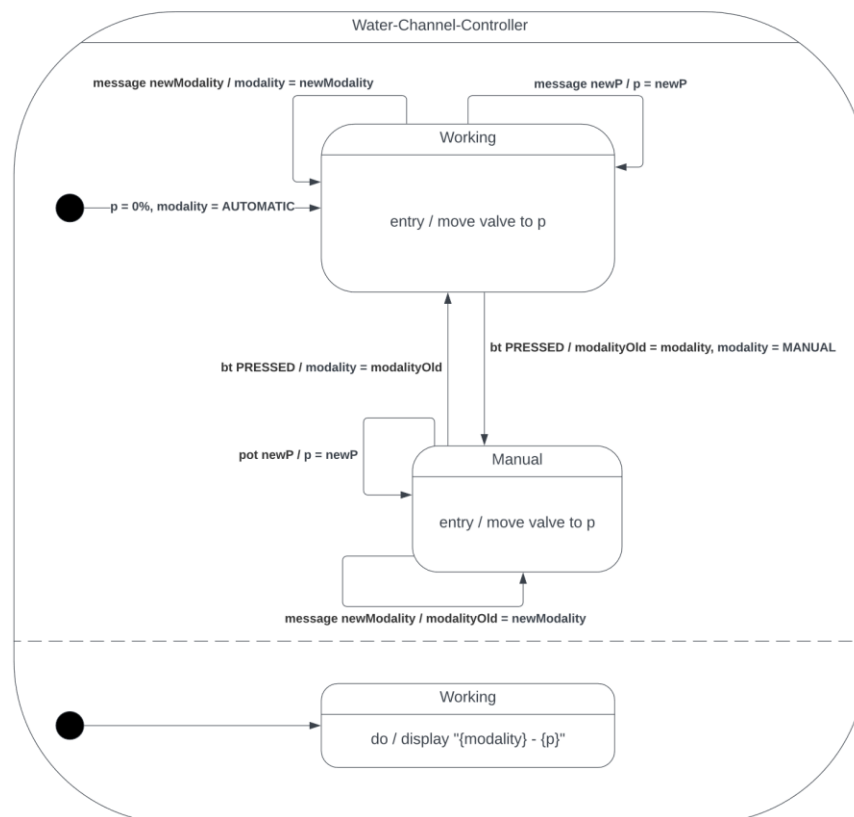 Water-Channel-Controller
message newModality / modality = newModality
message newP / p = newP
Working
p = 0%, modality = AUTOMATIC
entry / move valve to p
bt PRESSED / modalityOld = modality, modality = MANUAL
bt PRESSED / modality = modalityOld
pot newP / p = newP
Manual
entry / move valve to p
message newModality / modalityOld = newModality
Working
do / display "{modality} - {p}"